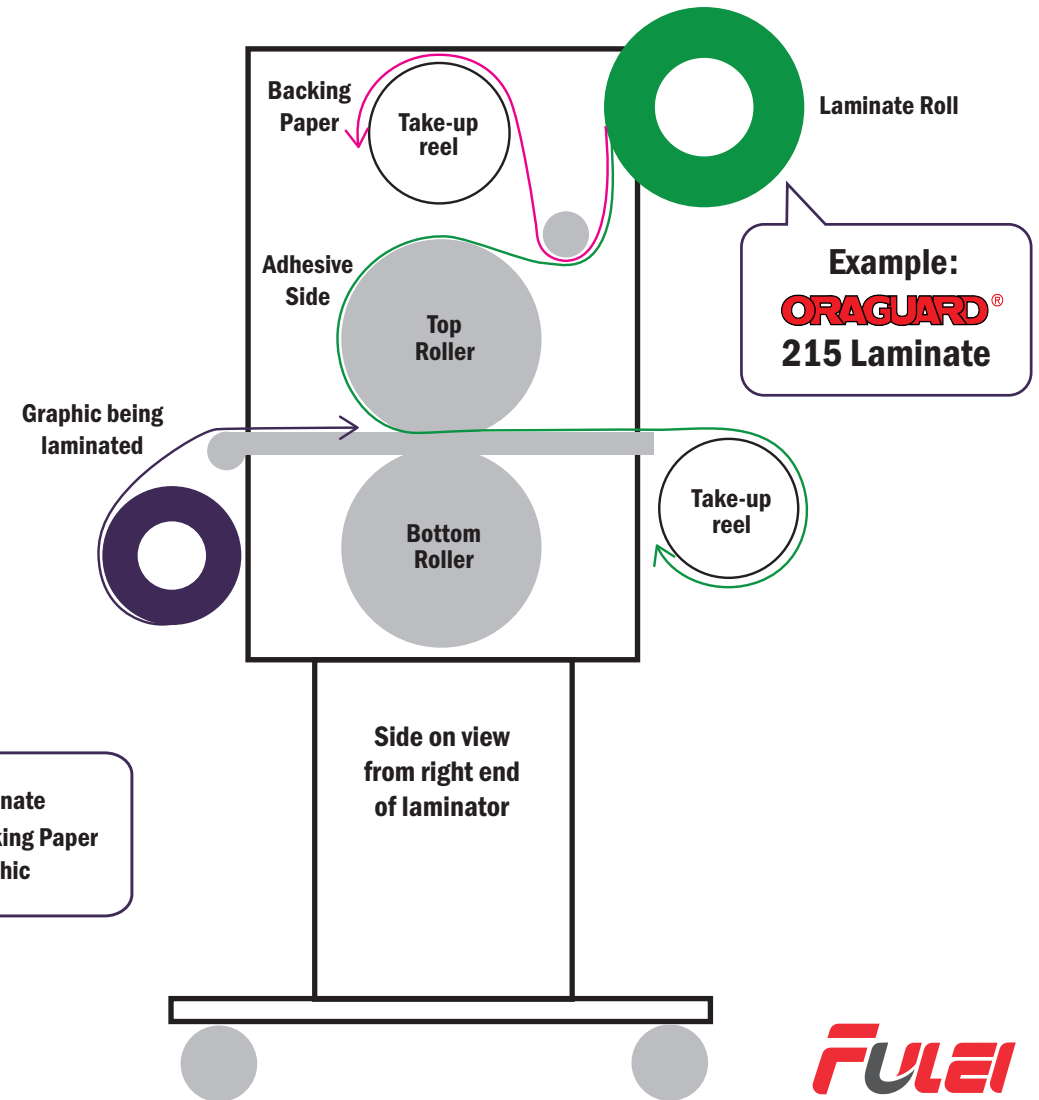 Backing
Paper
Take-up
reel
Laminate Roll
Adhesive
Side
Example:
ORAGUARD®
215 Laminate
Top
Roller
Graphic being
laminated
Take-up
reel
Bottom
Roller
Side on view
from right end
of laminator
nate
king Paper
hic
FULEI